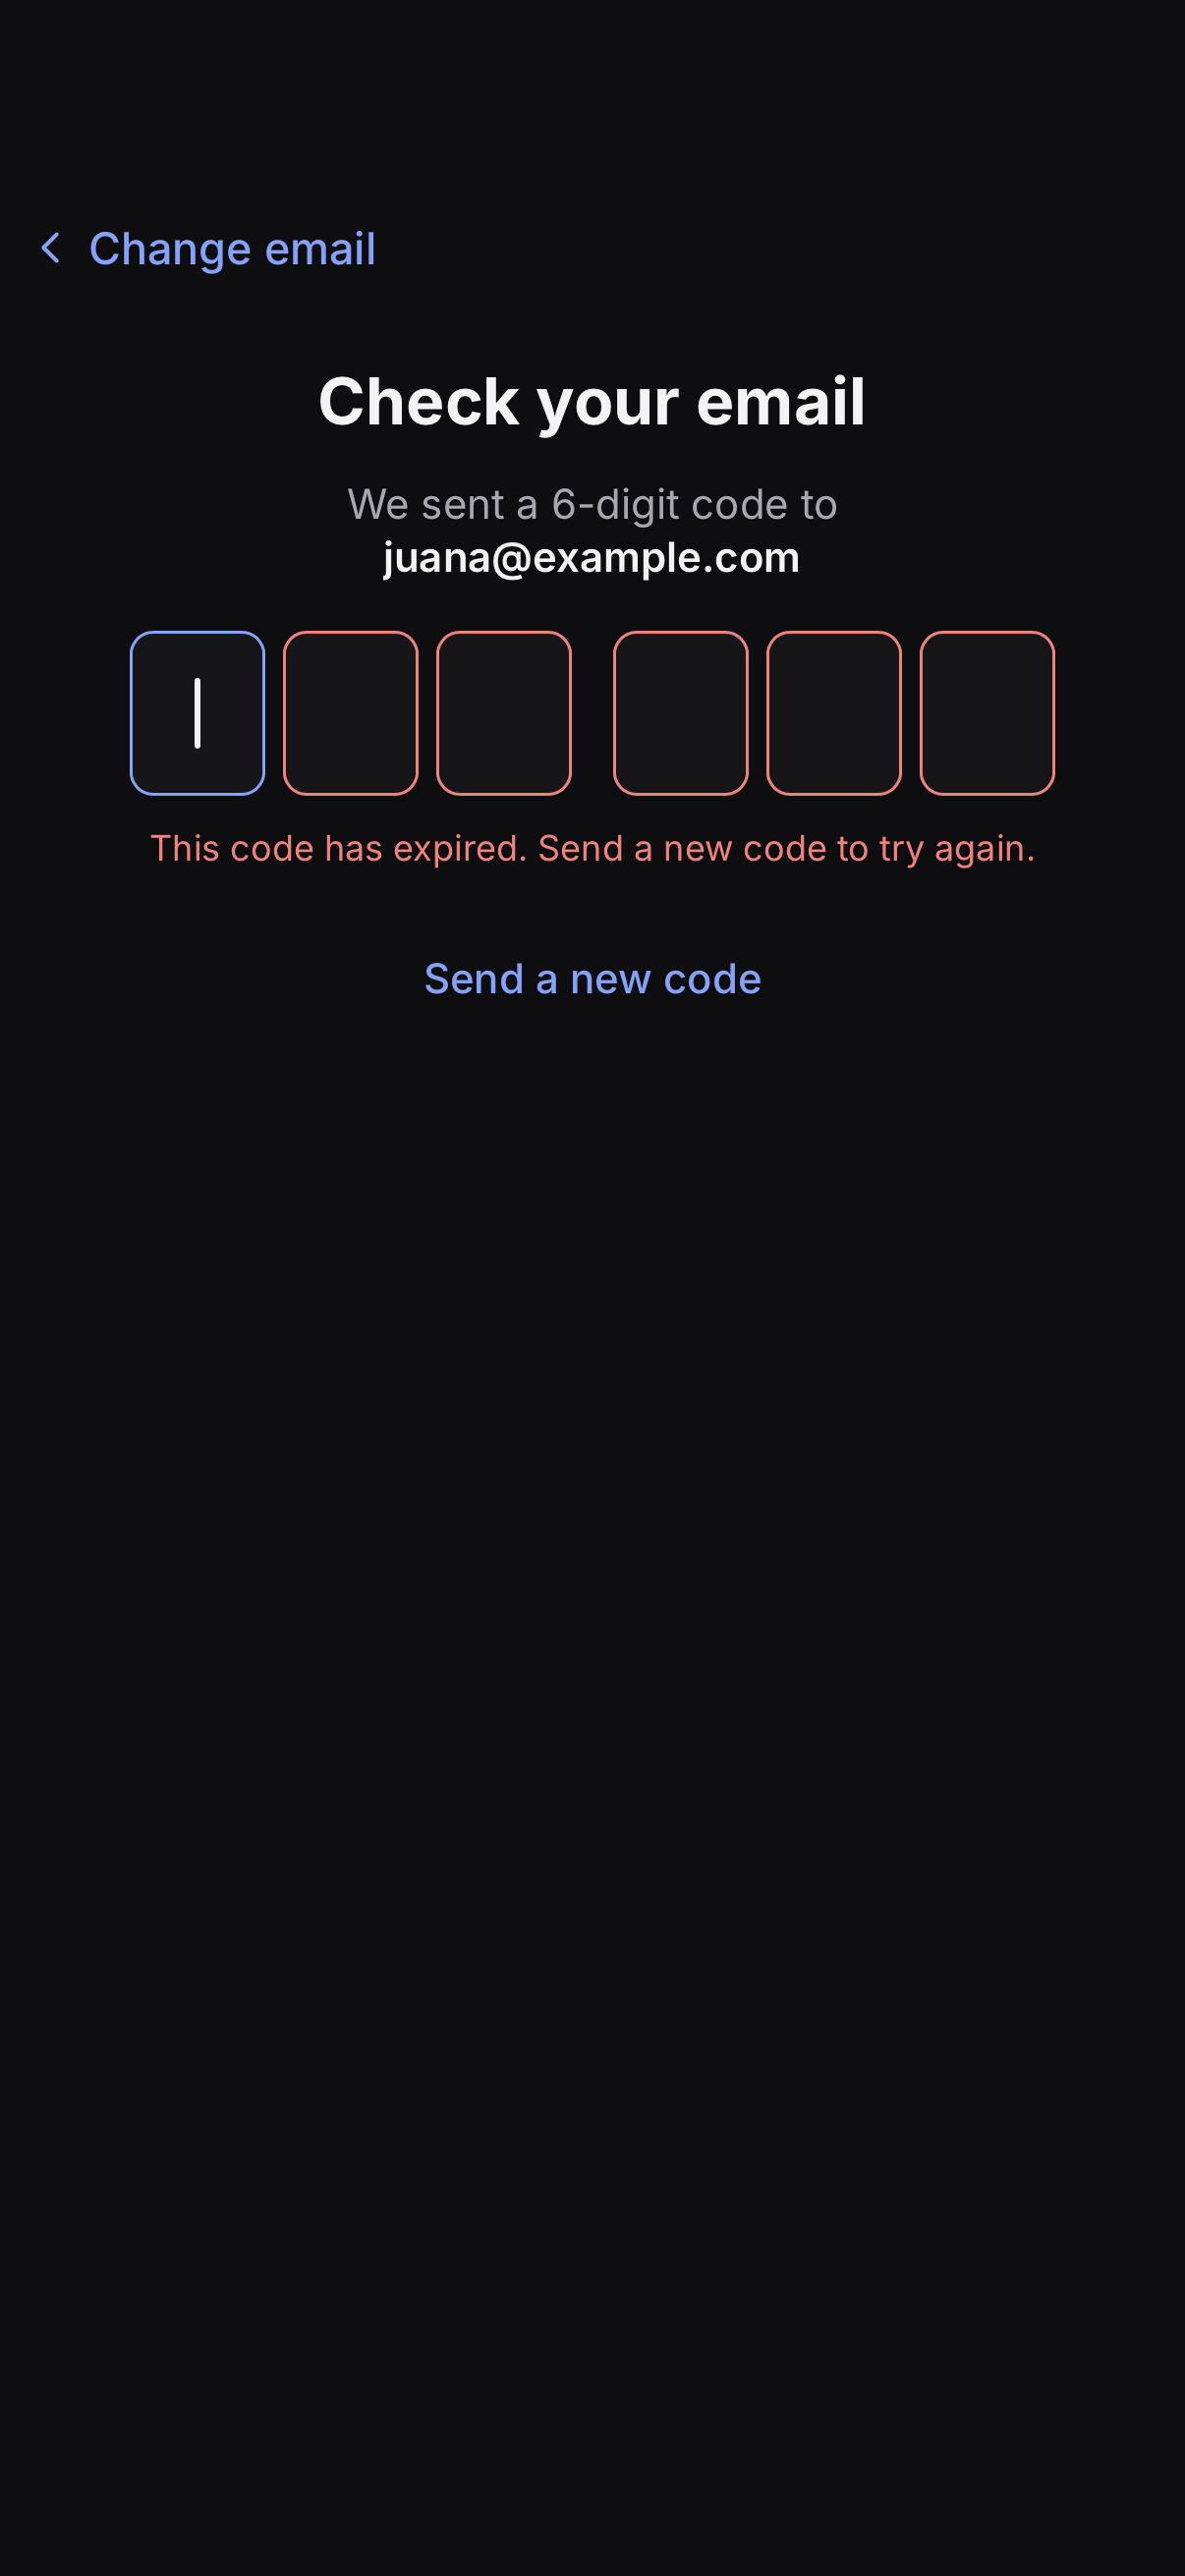 Change email
Check your email
We sent a 6-digit code to
juana@example.com
This code has expired. Send a new code to try again.
Send a new code